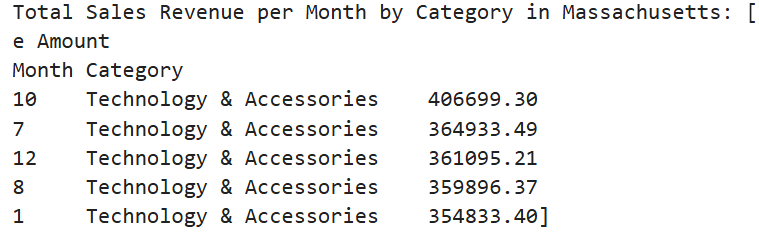 Total Sales Revenue per Month by Category in Massachusetts: [
e Amount
Month Category
10 Technology & Accessories 406699.30
7 Technology & Accessories 364933.49
12 Technology & Accessories 361095.21
8 Technology & Accessories 359896.37
1 Technology & Accessories 354833.40]